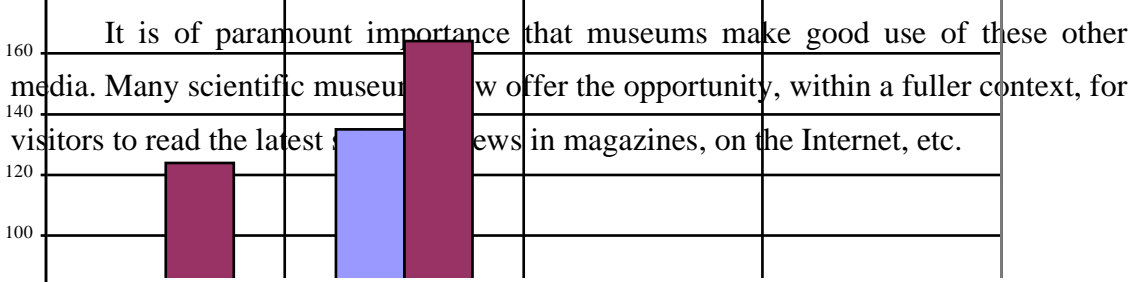 It is of paramount importance that museums make good use of these other
160
media. Many scientific museu w offer the opportunity, within a fuller context, for
140
visitors to read the latest ews in magazines, on the Internet, etc.
120
100